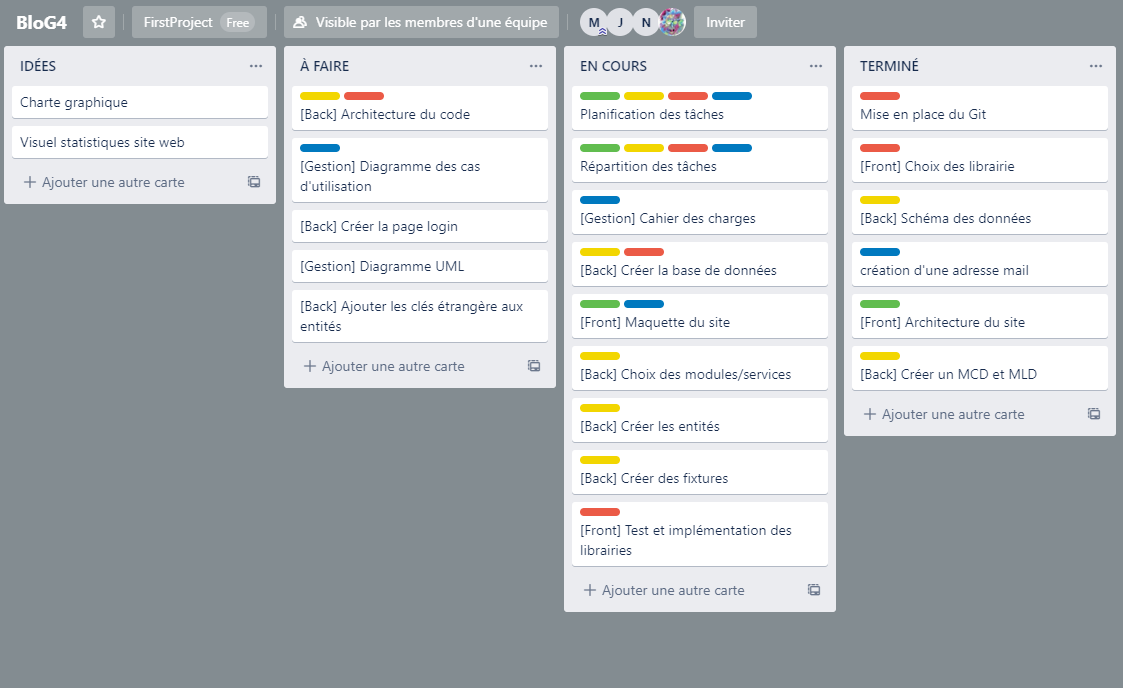 BloG4
FirstProject Free
Visible par les membres d'une équipe
M J N
Inviter
IDÉES
Charte graphique
Visuel statistiques site web
Ajouter une autre carte
À FAIRE
[Back] Architecture du code
[Gestion] Diagramme des cas
d'utilisation
[Back] Créer la page login
[Gestion] Diagramme UML
[Back] Ajouter les clés étrangère aux
entités
Ajouter une autre carte
EN COURS
Planification des tâches
Répartition des tâches
[Gestion] Cahier des charges
[Back] Créer la base de données
[Front] Maquette du site
[Back] Choix des modules/services
[Back] Créer les entités
[Back] Créer des fixtures
[Front] Test et implémentation des
librairies
Ajouter une autre carte
TERMINÉ
Mise en place du Git
[Front] Choix des librairie
[Back] Schéma des données
création d'une adresse mail
[Front] Architecture du site
[Back] Créer un MCD et MLD
Ajouter une autre carte